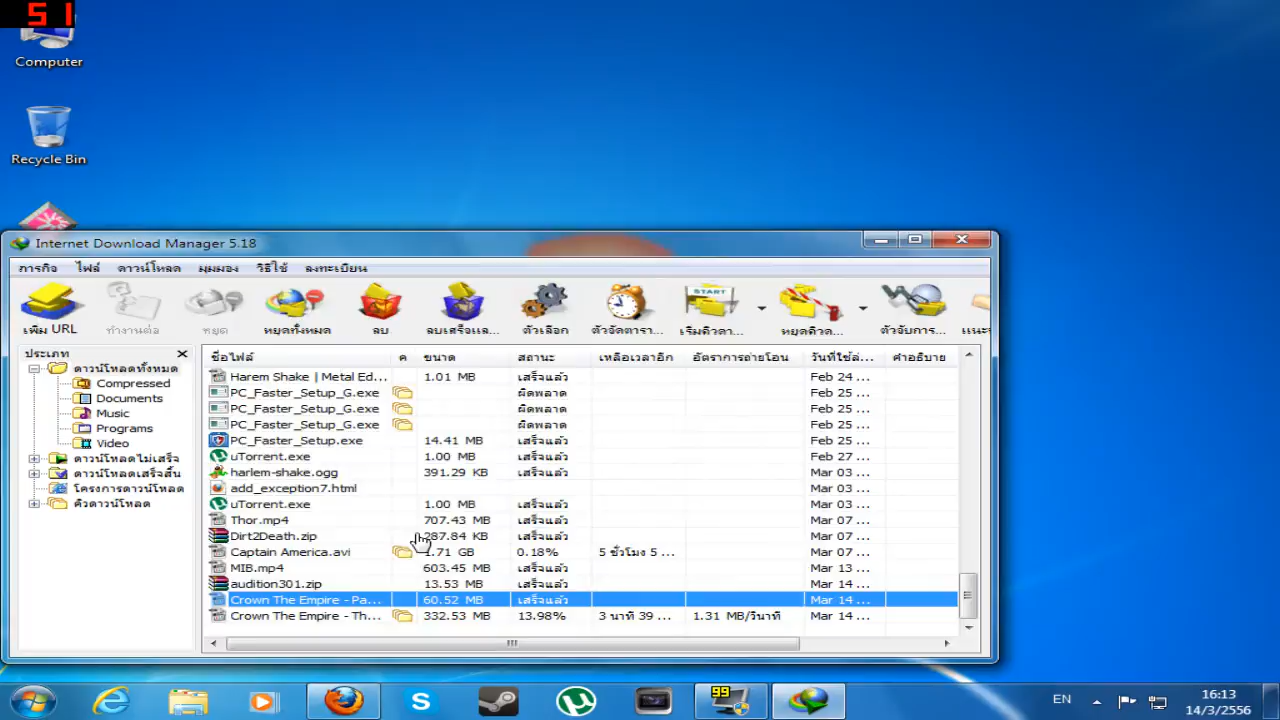 51
Computer
Recycle Bin
Internet Download Manager 5.18
ภารกิจ ไฟล์ ดาวน์โหลด มุมมอง วิธีใช้ ลงทะเบียน
เพิ่ม URL ทำงานต่อ หยุด หยุดทั้งหมด ลบ ลบเสร็จแล... ตัวเลือก ตัวจัดตารา... START เริ่มคิวดา... หยุดคิวด... ตัวจัดการ... แนะ
ประเภท
ดาวน์โหลดทั้งหมด
Compressed
Documents
Music
Programs
Video
ดาวน์โหลดไม่เสร็จ
ดาวน์โหลดเสร็จสิ้น
โครงการดาวน์โหลด
คิวดาวน์โหลด
ชื่อไฟล์ ค ขนาด สถานะ เหลือเวลาอีก อัตราการถ่ายโอน วันที่ใช้ล่... คำอธิบาย
Harem Shake | Metal Ed... 1.01 MB เสร็จแล้ว Feb 24 ...
PC_Faster_Setup_G.exe ผิดพลาด Feb 25 ...
PC_Faster_Setup_G.exe ผิดพลาด Feb 25 ...
PC_Faster_Setup_G.exe ผิดพลาด Feb 25 ...
PC_Faster_Setup.exe 14.41 MB เสร็จแล้ว Feb 25 ...
uTorrent.exe 1.00 MB เสร็จแล้ว Feb 27 ...
harlem-shake.ogg 391.29 KB เสร็จแล้ว Mar 03 ...
add_exception7.html Mar 03 ...
uTorrent.exe 1.00 MB เสร็จแล้ว Mar 03 ...
Thor.mp4 707.43 MB เสร็จแล้ว Mar 07 ...
Dirt2Death.zip 287.84 KB เสร็จแล้ว Mar 07 ...
Captain America.avi 1.71 GB 0.18% 5 ชั่วโมง 5 ... Mar 07 ...
MIB.mp4 603.45 MB เสร็จแล้ว Mar 13 ...
audition301.zip 13.53 MB เสร็จแล้ว Mar 14 ...
Crown The Empire - Pa... 60.52 MB เสร็จแล้ว Mar 14 ...
Crown The Empire - Th... 332.53 MB 13.98% 3 นาที 39 ... 1.31 MB/วินาที Mar 14 ...
99
EN
16:13
14/3/2556